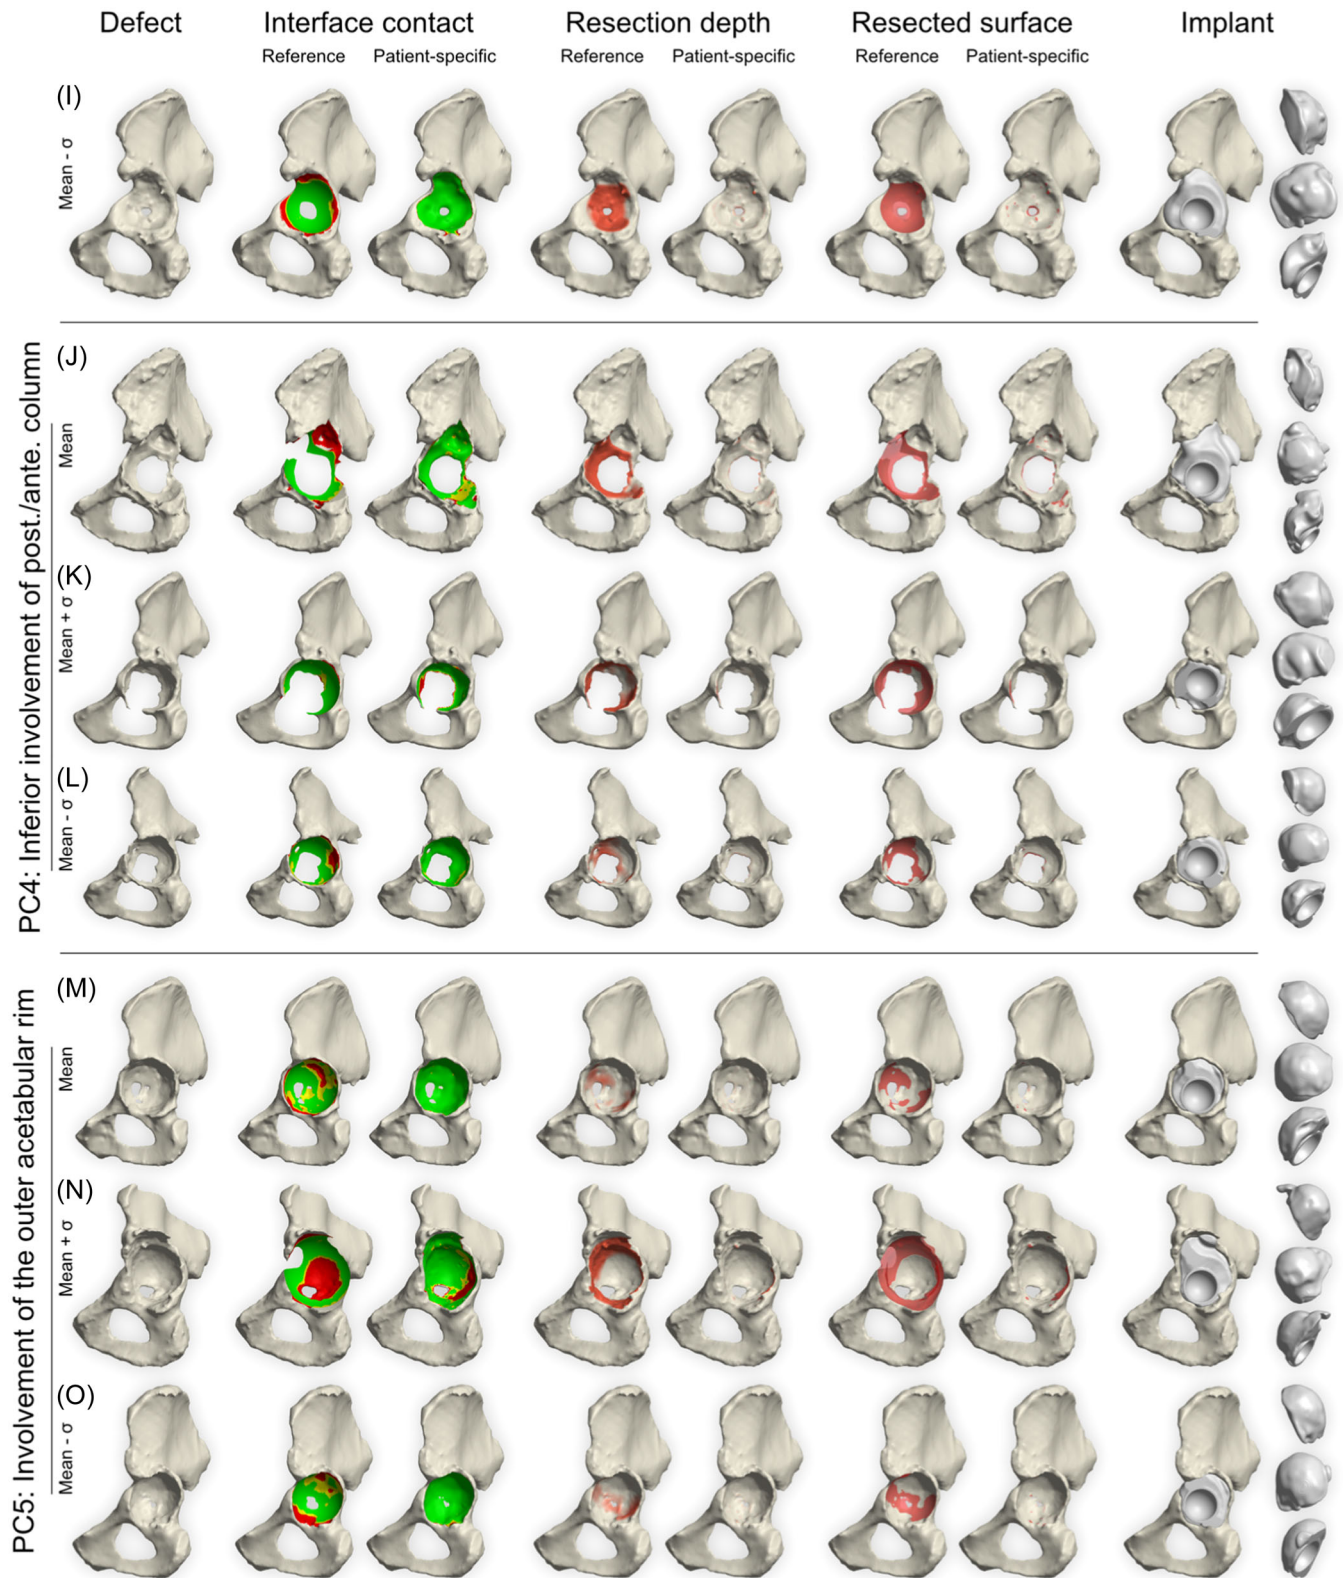 Defect Interface contact Resection depth Resected surface Implant
Reference Patient-specific Reference Patient-specific Reference Patient-specific
(I)
Mean - σ
PC4: Inferior involvement of post./ante. column
(J)
Mean
(K)
Mean + σ
(L)
Mean - σ
PC5: Involvement of the outer acetabular rim
(M)
Mean
(N)
Mean + σ
(O)
Mean - σ